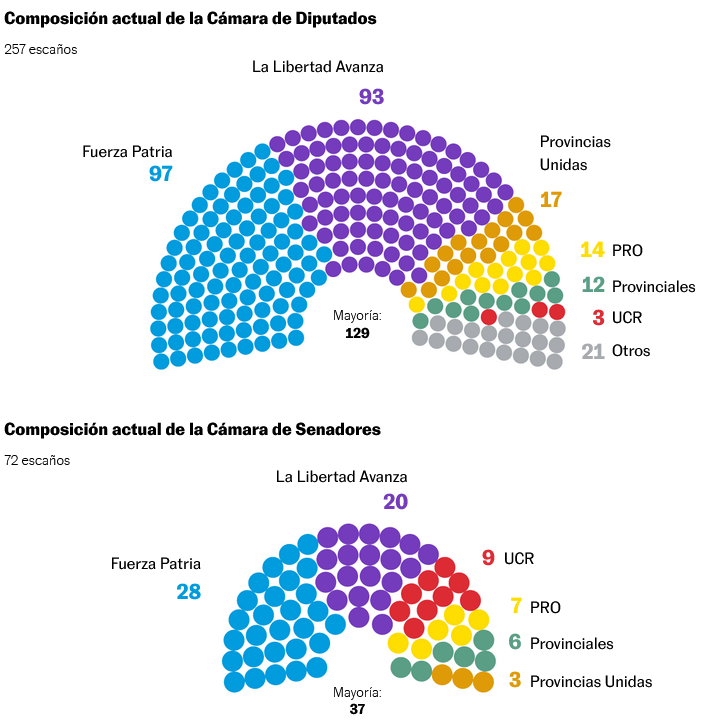 Composición actual de la Cámara de Diputados
257 escaños
La Libertad Avanza
93
Fuerza Patria
97
Provincias
Unidas
17
14 PRO
12 Provinciales
3 UCR
21 Otros
Mayoría:
129
Composición actual de la Cámara de Senadores
72 escaños
La Libertad Avanza
20
Fuerza Patria
28
9 UCR
7 PRO
6 Provinciales
3 Provincias Unidas
Mayoría:
37